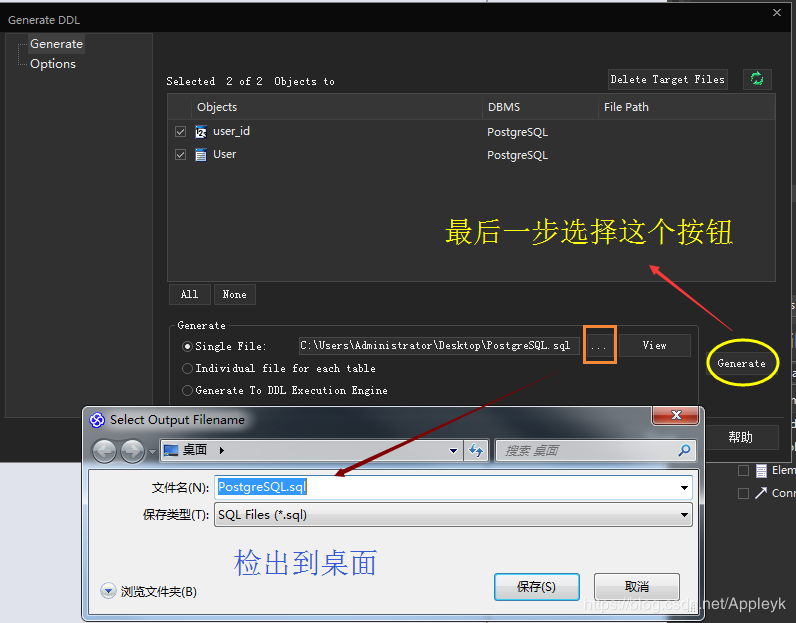 Generate DDL
Generate
Options
Selected 2 of 2 Objects to
Delete Target Files
Objects DBMS File Path
user_id PostgreSQL
User PostgreSQL
最后一步选择这个按钮
All None
Generate
Single File: C:\Users\Administrator\Desktop\PostgreSQL.sql ... View
Individual file for each table
Generate
Generate To DDL Execution Engine
Select Output Filename
帮助
桌面
搜索 桌面
Elem
文件名(N): PostgreSQL.sql
Conn
保存类型(T): SQL Files (*.sql)
检出到桌面
浏览文件夹(B)
保存(S) 取消
https://blog.csdn.net/Appleyk